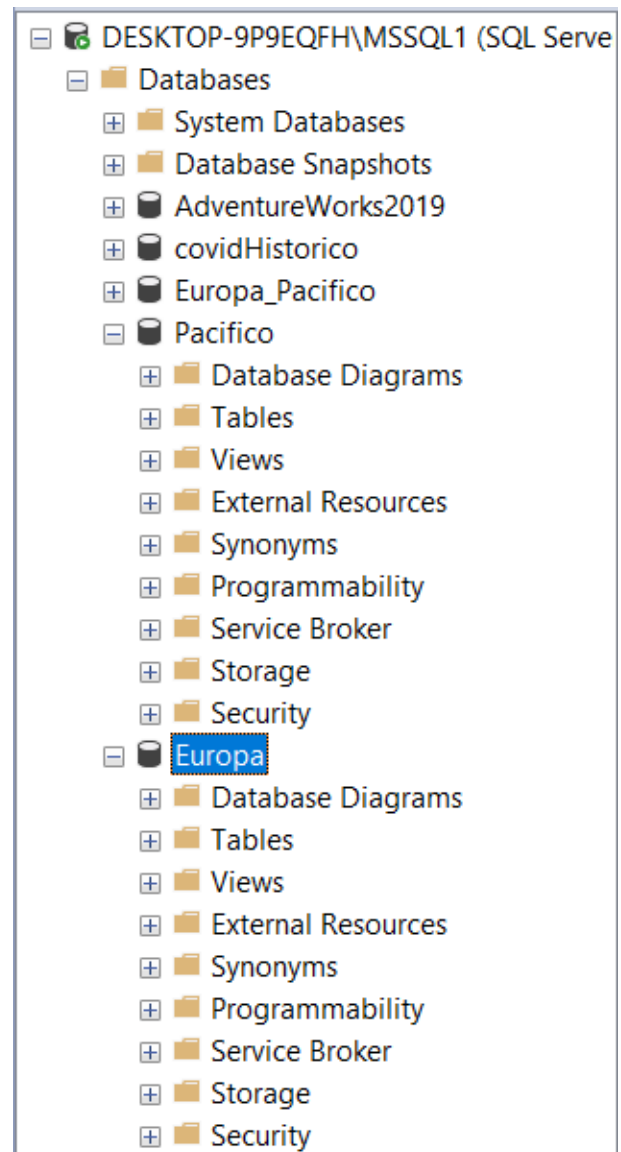 DESKTOP-9P9EQFH\MSSQL1 (SQL Serve
Databases
System Databases
Database Snapshots
AdventureWorks2019
covidHistorico
Europa_Pacifico
Pacifico
Database Diagrams
Tables
Views
External Resources
Synonyms
Programmability
Service Broker
Storage
Security
Europa
Database Diagrams
Tables
Views
External Resources
Synonyms
Programmability
Service Broker
Storage
Security